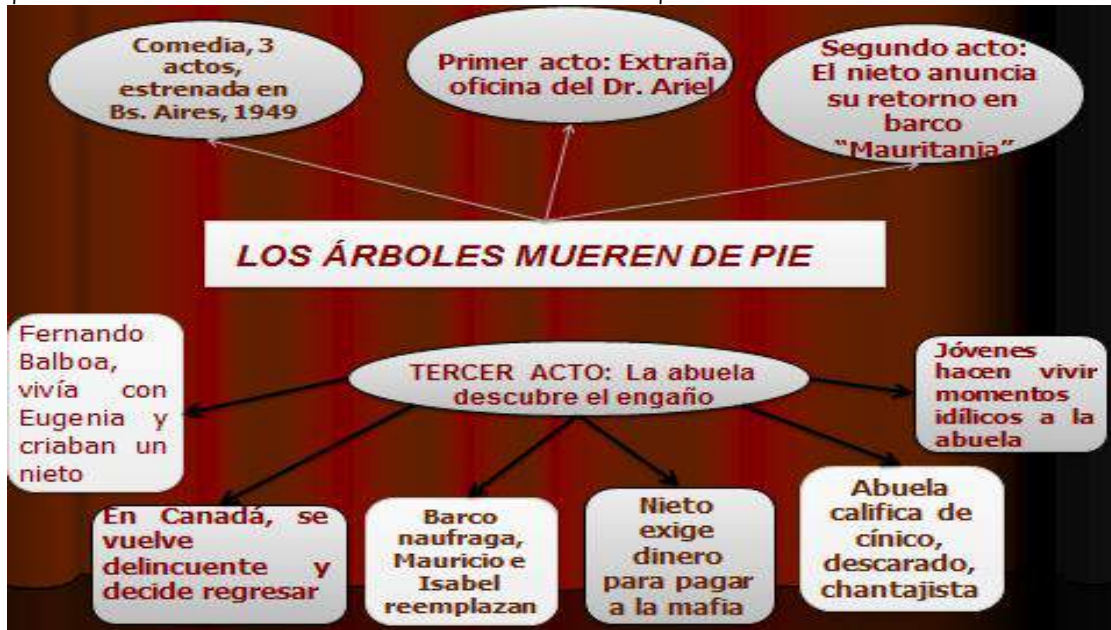 Comedia, 3
actos,
estrenada en
Bs. Aires, 1949
Primer acto: Extraña
oficina del Dr. Ariel
Segundo acto:
El nieto anuncia
su retorno en
barco
“Mauritania”
LOS ÁRBOLES MUEREN DE PIE
Fernando
Balboa,
vivía con
Eugenia y
criaban un
nieto
TERCER ACTO: La abuela
descubre el engaño
Jóvenes
hacen vivir
momentos
idílicos a la
abuela
En Canadá, se
vuelve
delincuente y
decide regresar
Barco
naufraga,
Mauricio e
Isabel
reemplazan
Nieto
exige
dinero
para pagar
a la mafia
Abuela
califica de
cínico,
descarado,
chantajista